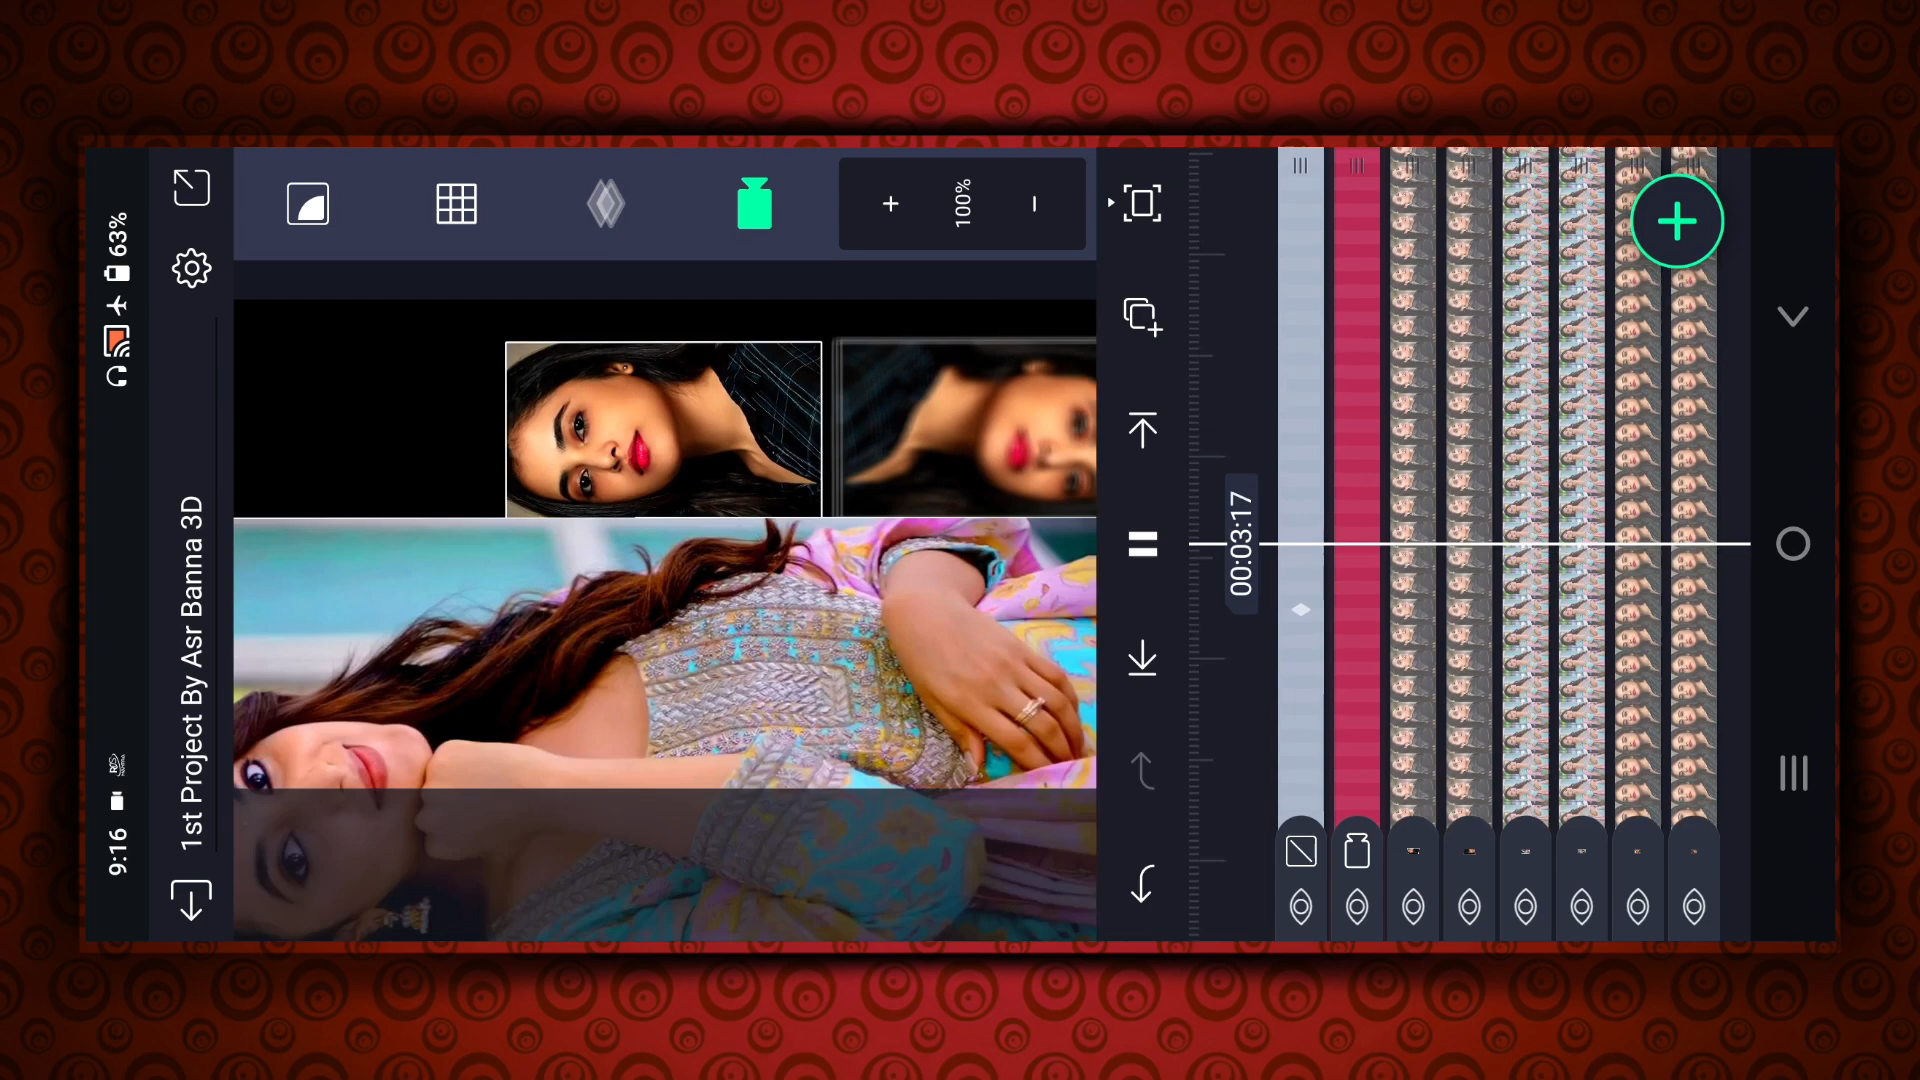 9:16
63%
1st Project By Asr Banna 3D
+ 100% −
00:03:17